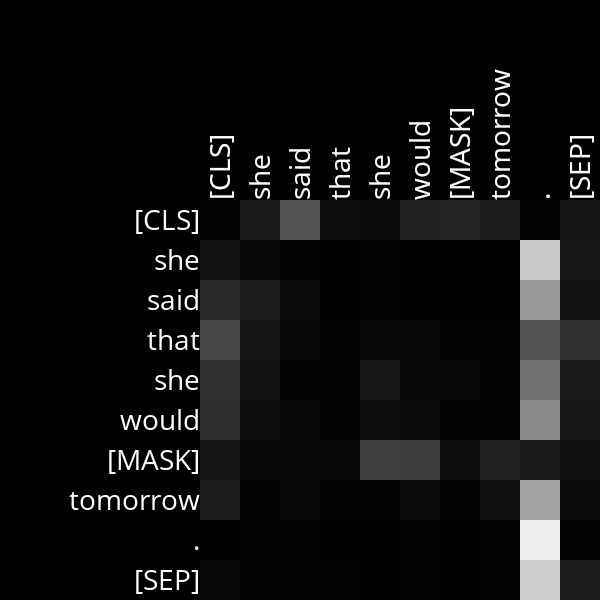 [CLS] she said that she would [MASK] tomorrow . [SEP]
[CLS]
she
said
that
she
would
[MASK]
tomorrow
.
[SEP]